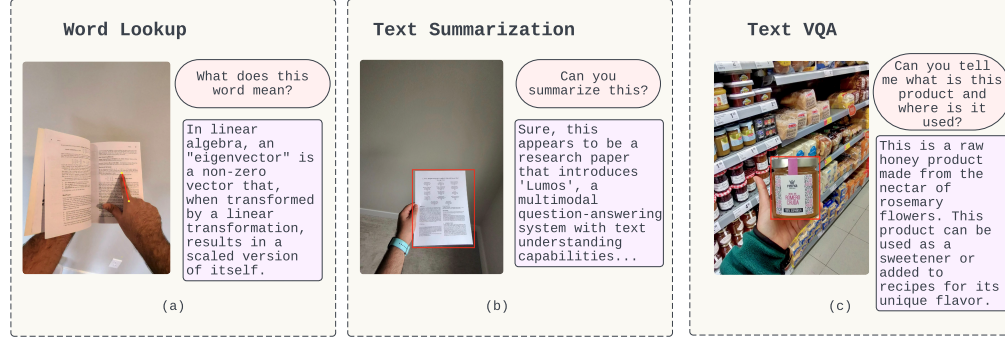 Word Lookup
What does this
word mean?
In linear
algebra, an
"eigenvector" is
a non-zero
vector that,
when transformed
by a linear
transformation,
results in a
scaled version
of itself.
(a)
Text Summarization
Can you
summarize this?
Sure, this
appears to be a
research paper
that introduces
'Lumos', a
multimodal
question-answering
system with text
understanding
capabilities...
(b)
Text VQA
Can you tell
me what is this
product and
where is it
used?
This is a raw
honey product
made from the
nectar of
rosemary
flowers. This
product can be
used as a
sweetener or
added to
recipes for its
unique flavor.
(c)